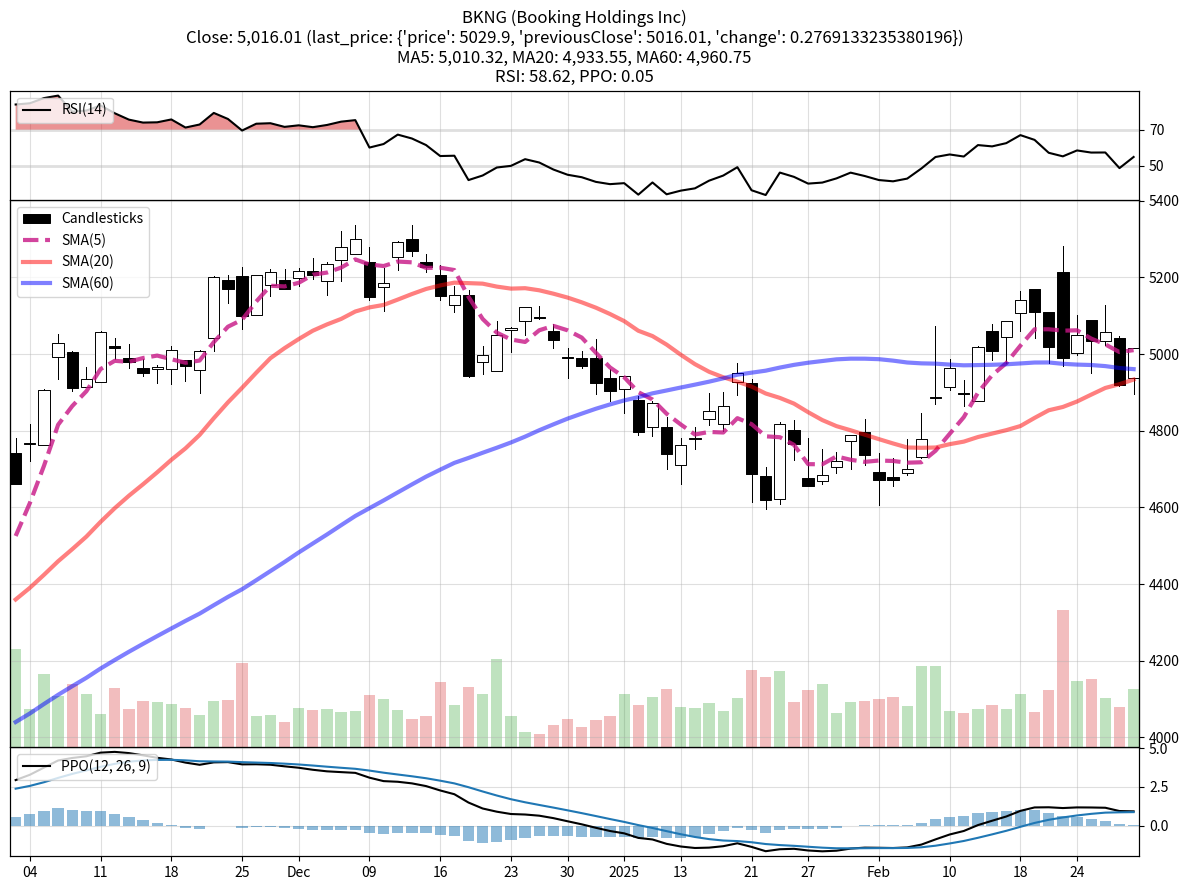 BKNG (Booking Holdings Inc)
Close: 5,016.01 (last_price: {'price': 5029.9, 'previousClose': 5016.01, 'change': 0.2769133235380196})
MA5: 5,010.32, MA20: 4,933.55, MA60: 4,960.75
RSI: 58.62, PPO: 0.05
RSI(14)
70
50
Candlesticks
SMA(5)
SMA(20)
SMA(60)
5400
5200
5000
4800
4600
4400
4200
4000
PPO(12, 26, 9)
5.0
2.5
0.0
04 11 18 25 Dec 09 16 23 30 2025 13 21 27 Feb 10 18 24